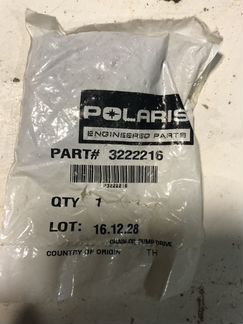 POLARIS
ENGINEERED PARTS
PART# 3222216
P3222216
QTY 1
LOT: 16.12.28
CHAIN-OIL PUMP DRIVE
COUNTRY OF ORIGIN TH